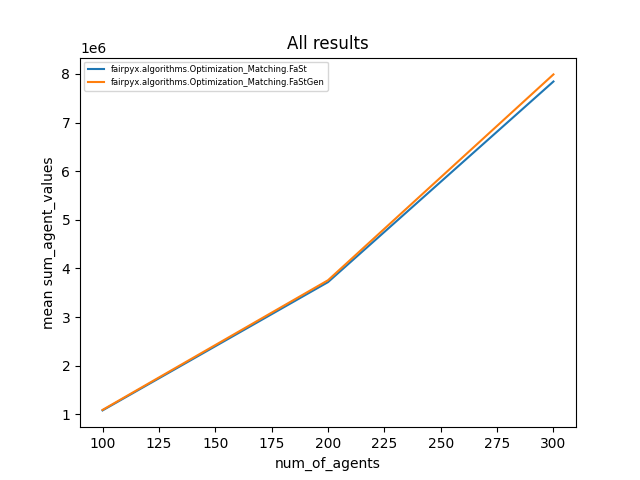 All results
1e6
fairpyx.algorithms.Optimization_Matching.FaSt
fairpyx.algorithms.Optimization_Matching.FaStGen
8
7
6
5
4
3
2
1
mean sum_agent_values
100 125 150 175 200 225 250 275 300
num_of_agents